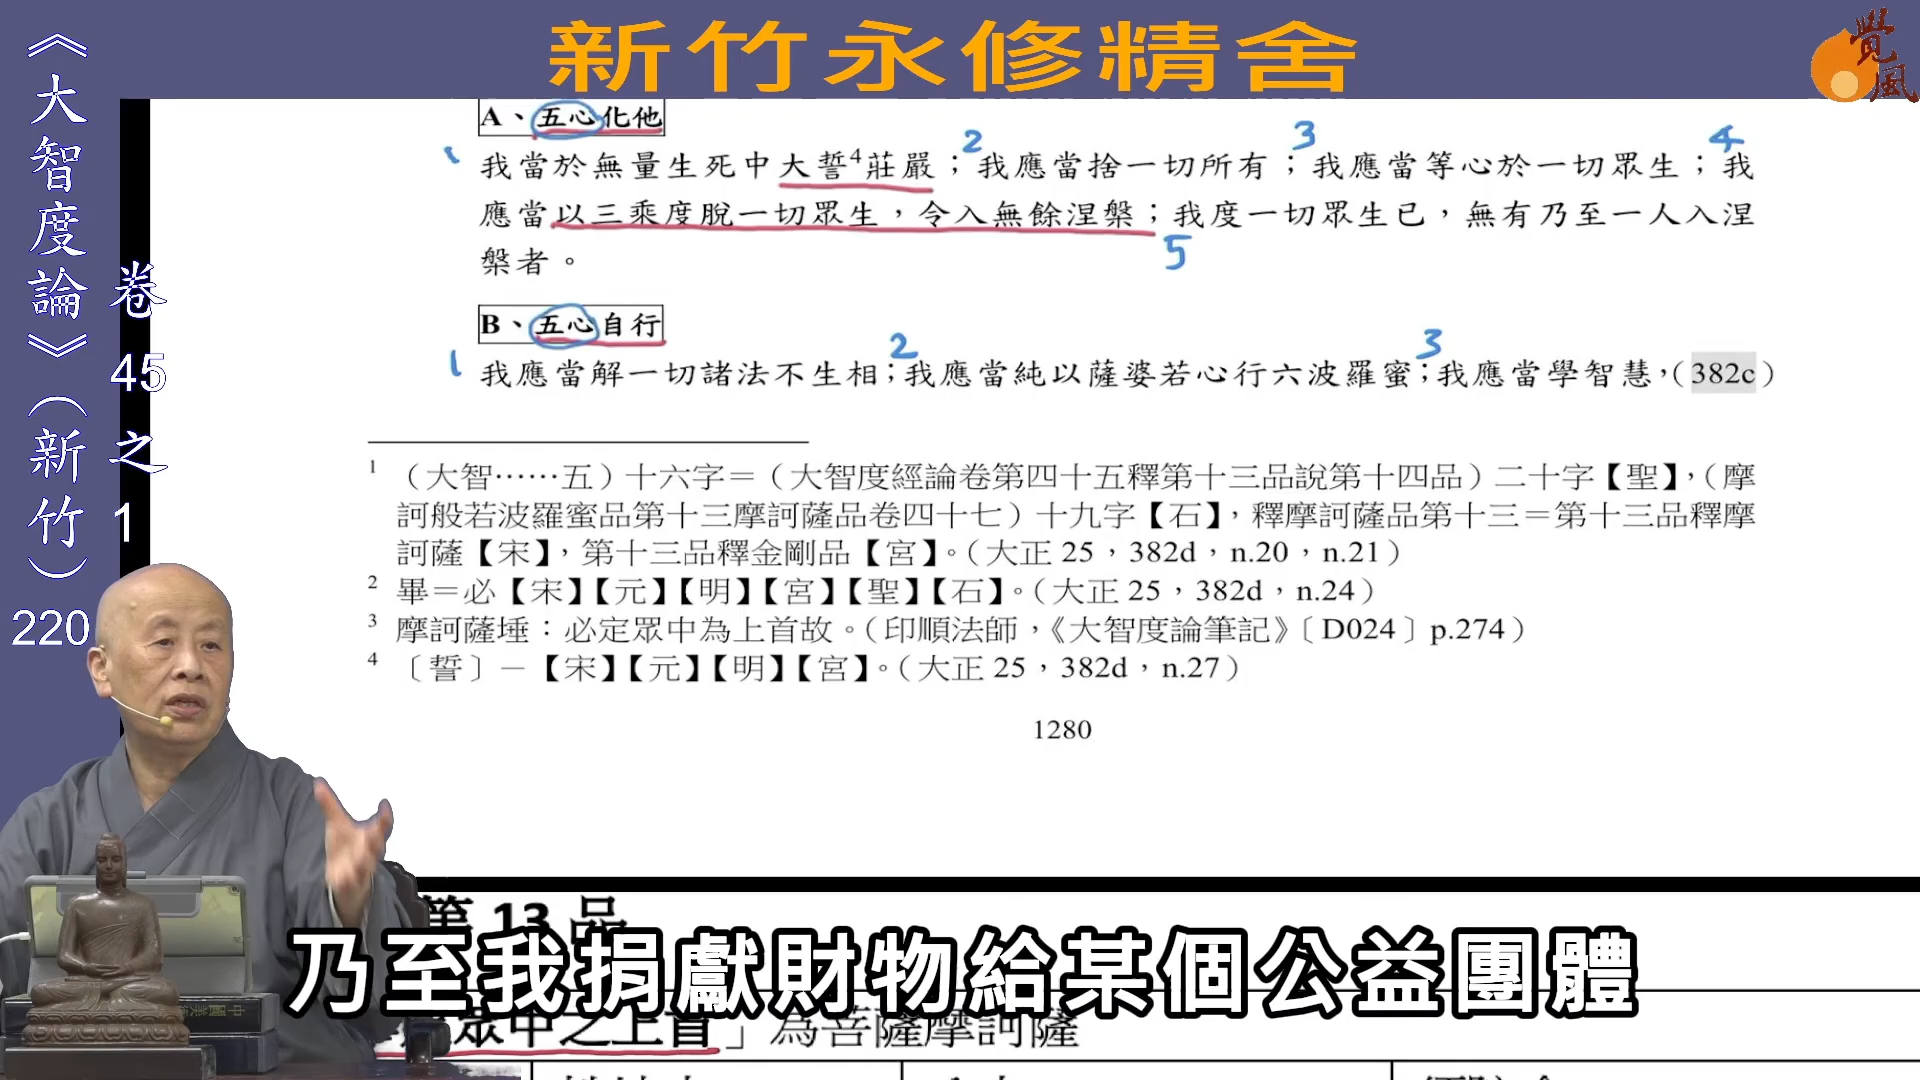 新竹永修精舍
覺風
《大智度論》(新竹) 220
卷45之1
A、五心化他
1 2 3 4
我當於無量生死中大誓4莊嚴；我應當捨一切所有；我應當等心於一切眾生；我
應當以三乘度脫一切眾生，令入無餘涅槃；我度一切眾生已，無有乃至一人入涅
5
槃者。
B、五心自行
1 2 3
我應當解一切諸法不生相；我應當純以薩婆若心行六波羅蜜；我應當學智慧，（382c）
1 （大智⋯⋯五）十六字＝（大智度經論卷第四十五釋第十三品說第十四品）二十字【聖】，（摩
訶般若波羅蜜品第十三摩訶薩品卷四十七）十九字【石】，釋摩訶薩品第十三＝第十三品釋摩
訶薩【宋】，第十三品釋金剛品【宮】。（大正25，382d，n.20，n.21）
2 畢＝必【宋】【元】【明】【宮】【聖】【石】。（大正25，382d，n.24）
3 摩訶薩埵：必定眾中為上首故。（印順法師，《大智度論筆記》〔D024〕p.274）
4 〔誓〕－【宋】【元】【明】【宮】。（大正25，382d，n.27）
1280
第 13 品
乃至我捐獻財物給某個公益團體
眾中之上首」為菩薩摩訶薩